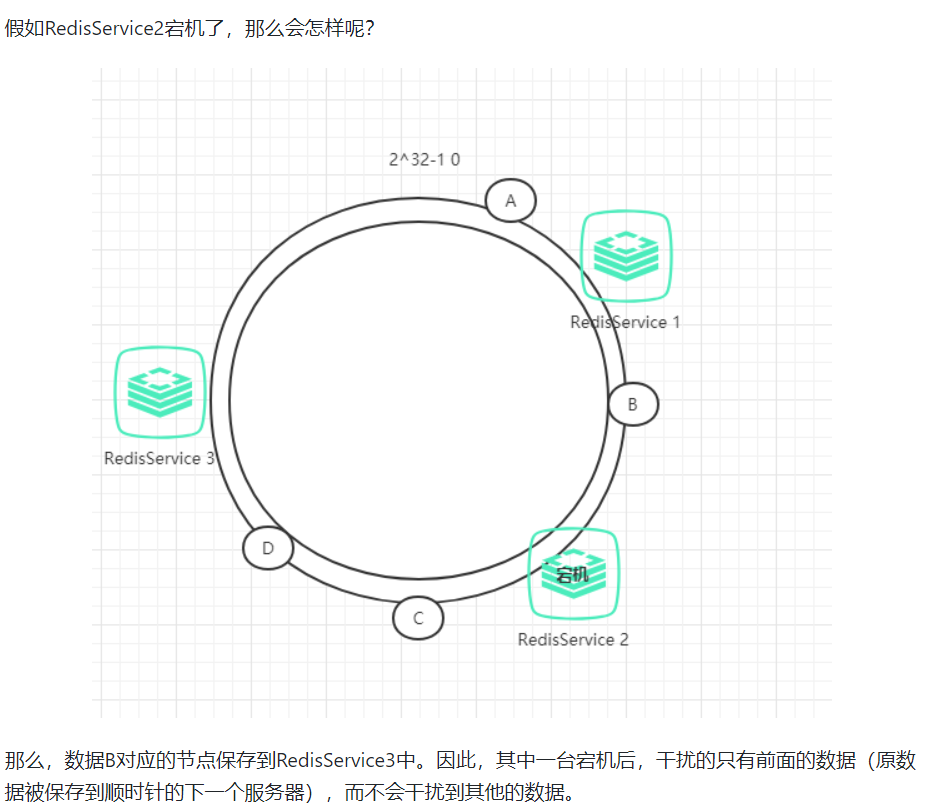 假如RedisService2宕机了，那么会怎样呢？
2^32-1 0
A
RedisService 1
B
RedisService 3
D
宕机
C
RedisService 2
那么，数据B对应的节点保存到RedisService3中。因此，其中一台宕机后，干扰的只有前面的数据（原数
据被保存到顺时针的下一个服务器），而不会干扰到其他的数据。